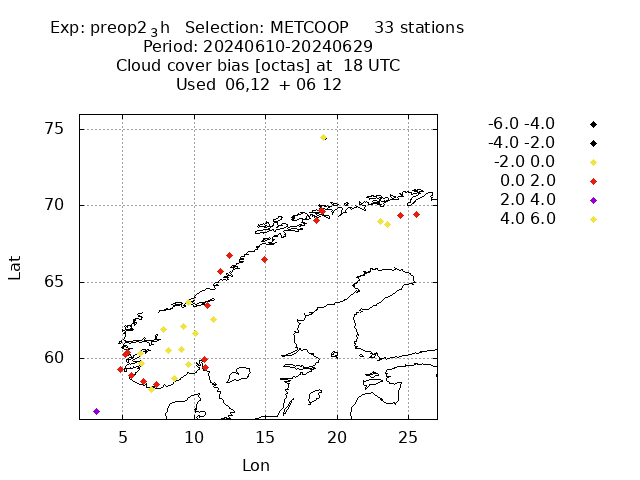 Exp: preop2₃h   Selection: METCOOP     33 stations
Period: 20240610-20240629
Cloud cover bias [octas] at  18 UTC
Used  06,12  + 06 12
-6.0 -4.0
-4.0 -2.0
-2.0 0.0
0.0 2.0
2.0 4.0
4.0 6.0
75
70
65
60
Lat
5 10 15 20 25
Lon